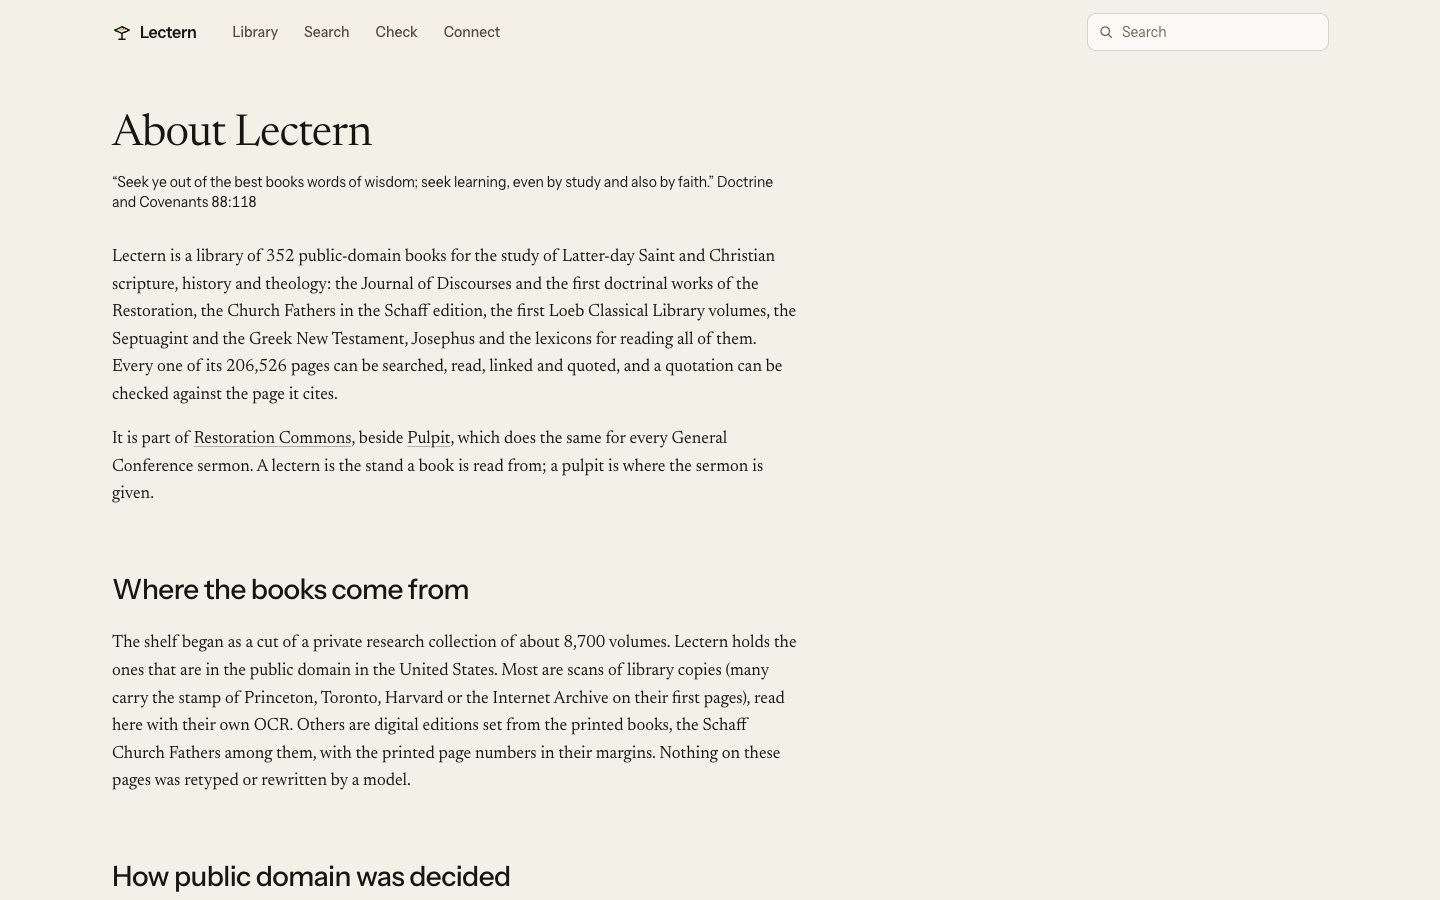 Lectern
Library
Search
Check
Connect
Search
About Lectern
“Seek ye out of the best books words of wisdom; seek learning, even by study and also by faith.” Doctrine
and Covenants 88:118
Lectern is a library of 352 public-domain books for the study of Latter-day Saint and Christian
scripture, history and theology: the Journal of Discourses and the first doctrinal works of the
Restoration, the Church Fathers in the Schaff edition, the first Loeb Classical Library volumes, the
Septuagint and the Greek New Testament, Josephus and the lexicons for reading all of them.
Every one of its 206,526 pages can be searched, read, linked and quoted, and a quotation can be
checked against the page it cites.
It is part of Restoration Commons, beside Pulpit, which does the same for every General
Conference sermon. A lectern is the stand a book is read from; a pulpit is where the sermon is
given.
Where the books come from
The shelf began as a cut of a private research collection of about 8,700 volumes. Lectern holds the
ones that are in the public domain in the United States. Most are scans of library copies (many
carry the stamp of Princeton, Toronto, Harvard or the Internet Archive on their first pages), read
here with their own OCR. Others are digital editions set from the printed books, the Schaff
Church Fathers among them, with the printed page numbers in their margins. Nothing on these
pages was retyped or rewritten by a model.
How public domain was decided